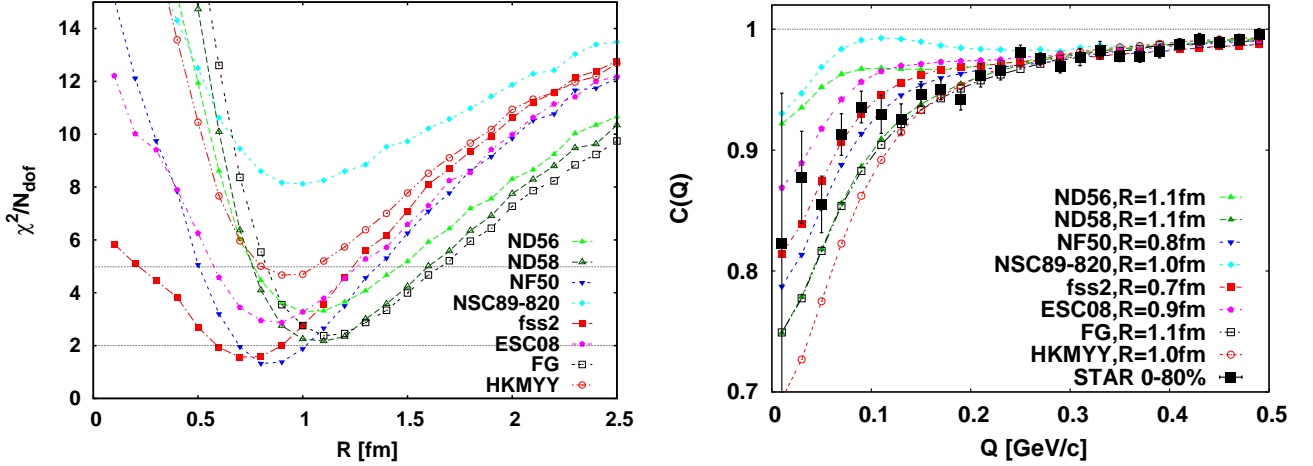 15
12
10
8
6
4
2
0
0
0.5
1
1.5
2
2.5
χ²/N_dof
R [fm]
ND56
ND58
NF50
NSC89-820
fss2
ESC08
FG
HKMYY
1
0.9
0.8
0.7
0
0.1
0.2
0.3
0.4
0.5
C(Q)
Q [GeV/c]
ND56,R=1.1fm
ND58,R=1.1fm
NF50,R=0.8fm
NSC89-820,R=1.0fm
fss2,R=0.7fm
ESC08,R=0.9fm
FG,R=1.1fm
HKMYY,R=1.0fm
STAR 0-80%